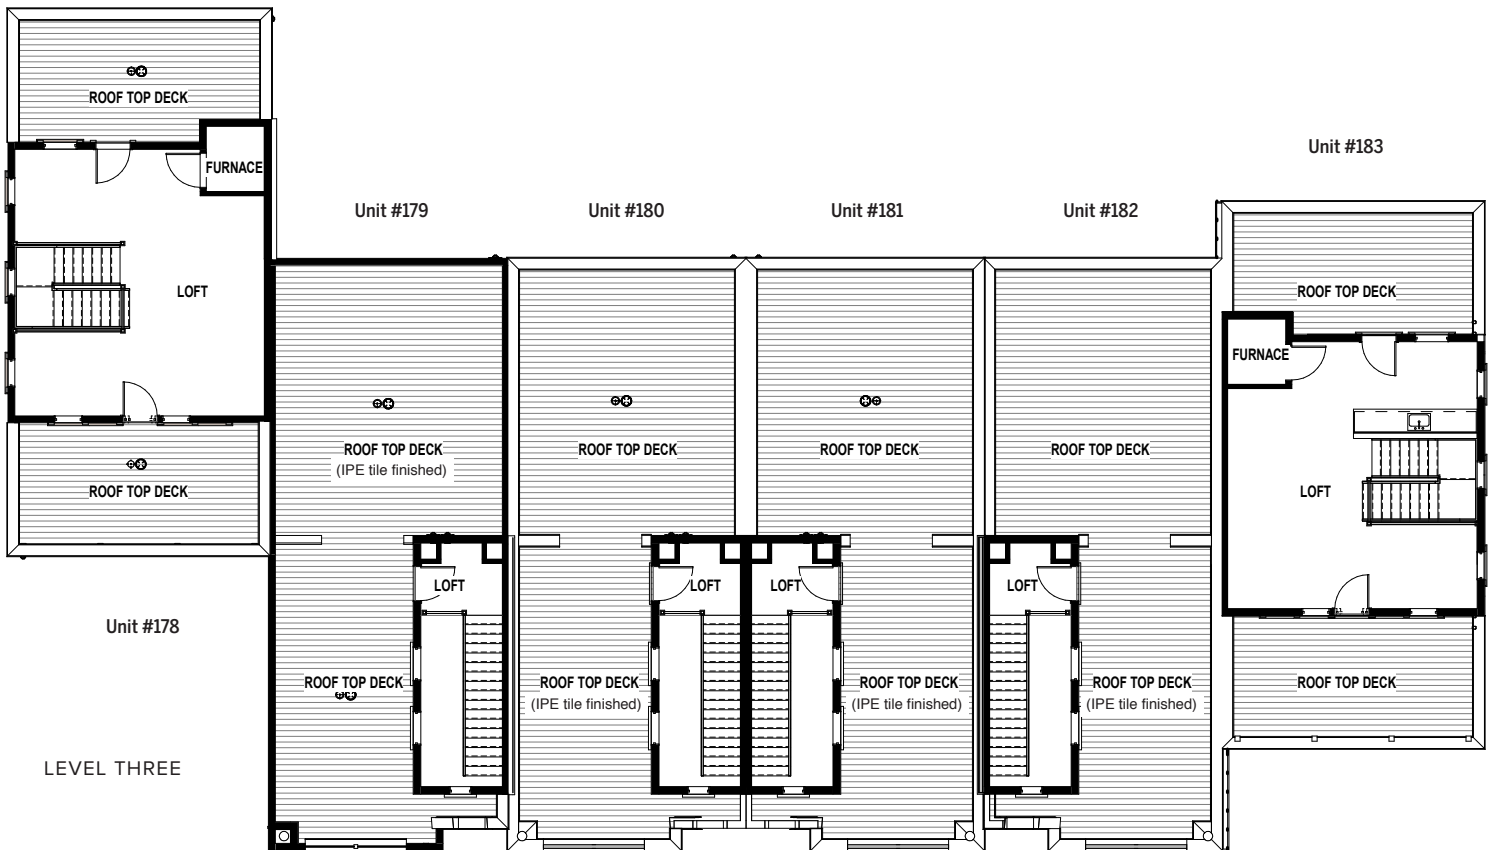 ROOF TOP DECK
Unit #183
FURNACE
Unit #179
Unit #180
Unit #181
Unit #182
LOFT
ROOF TOP DECK
FURNACE
ROOF TOP DECK
(IPE tile finished)
ROOF TOP DECK
ROOF TOP DECK
ROOF TOP DECK
ROOF TOP DECK
LOFT
LOFT
LOFT
LOFT
LOFT
Unit #178
ROOF TOP DECK
ROOF TOP DECK
(IPE tile finished)
ROOF TOP DECK
(IPE tile finished)
ROOF TOP DECK
(IPE tile finished)
ROOF TOP DECK
LEVEL THREE